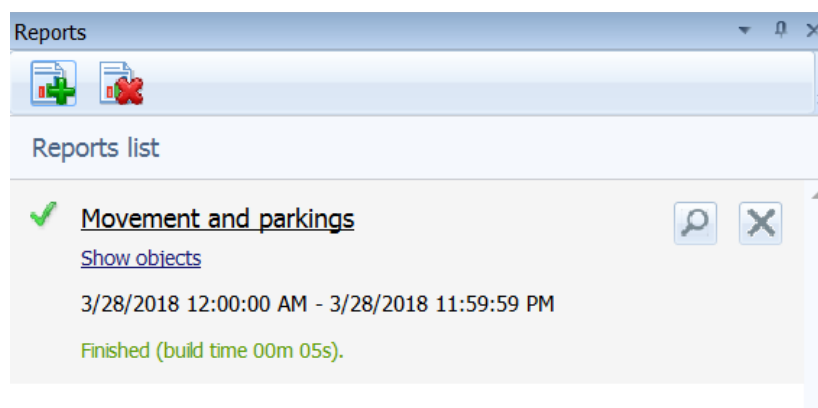 Reports
Reports list
Movement and parkings
Show objects
3/28/2018 12:00:00 AM - 3/28/2018 11:59:59 PM
Finished (build time 00m 05s).